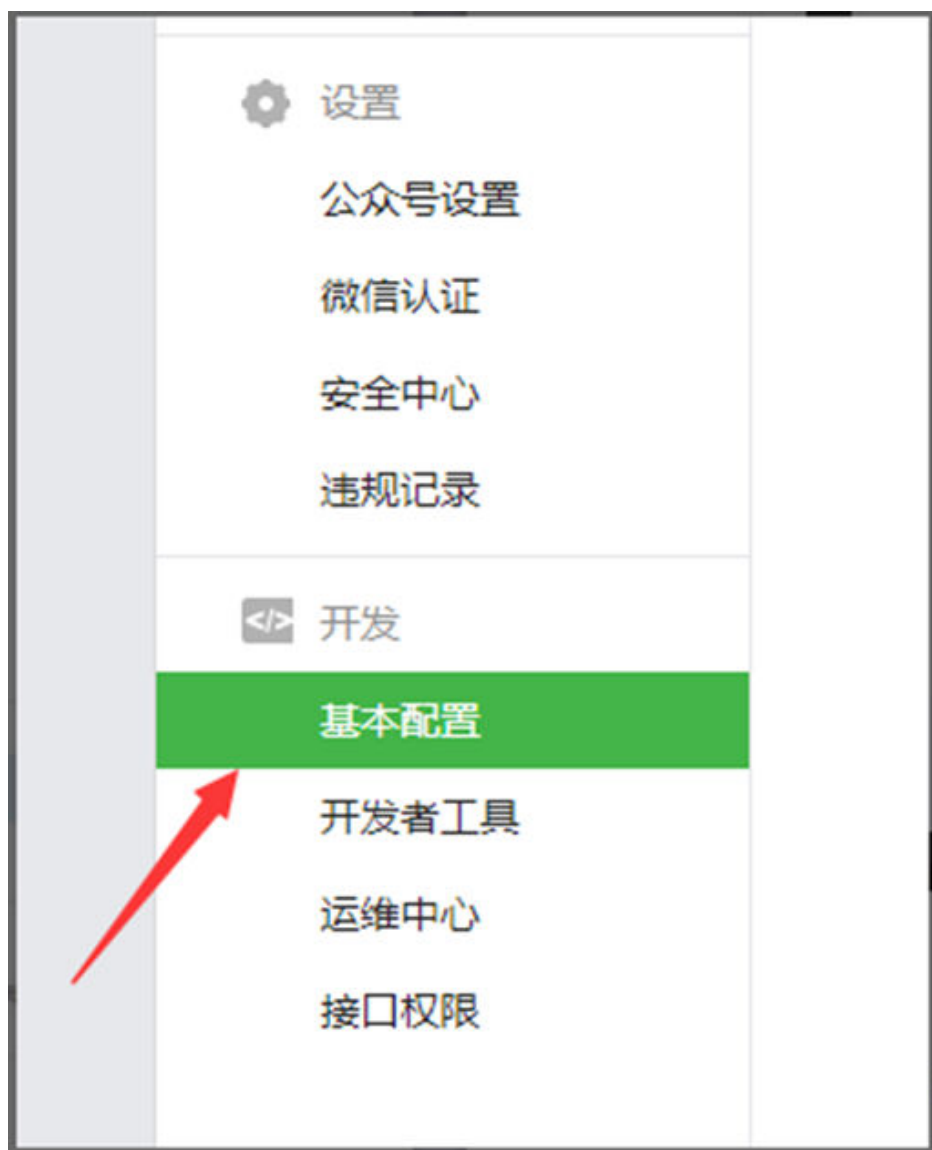 设置
公众号设置
微信认证
安全中心
违规记录
</> 开发
基本配置
开发者工具
运维中心
接口权限